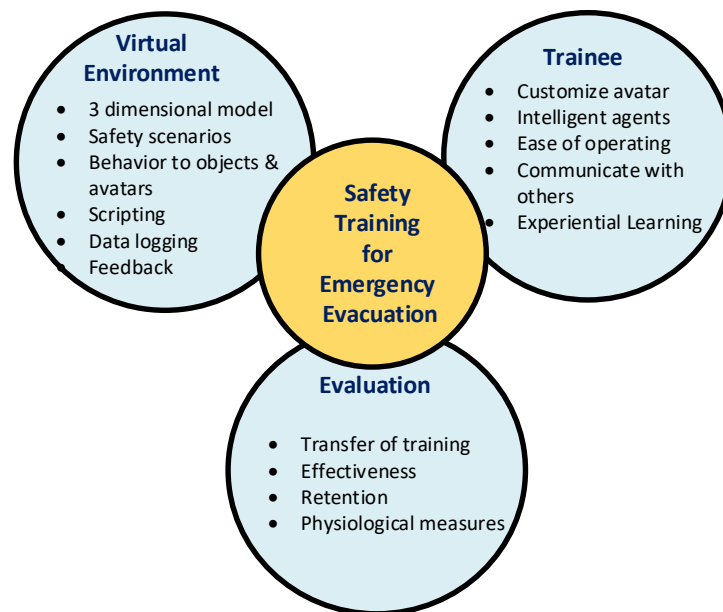 Virtual
Environment
• 3 dimensional model
• Safety scenarios
• Behavior to objects &
avatars
• Scripting
• Data logging
• Feedback
Trainee
• Customize avatar
• Intelligent agents
• Ease of operating
• Communicate with
others
• Experiential Learning
Safety
Training
for
Emergency
Evacuation
Evaluation
• Transfer of training
• Effectiveness
• Retention
• Physiological measures